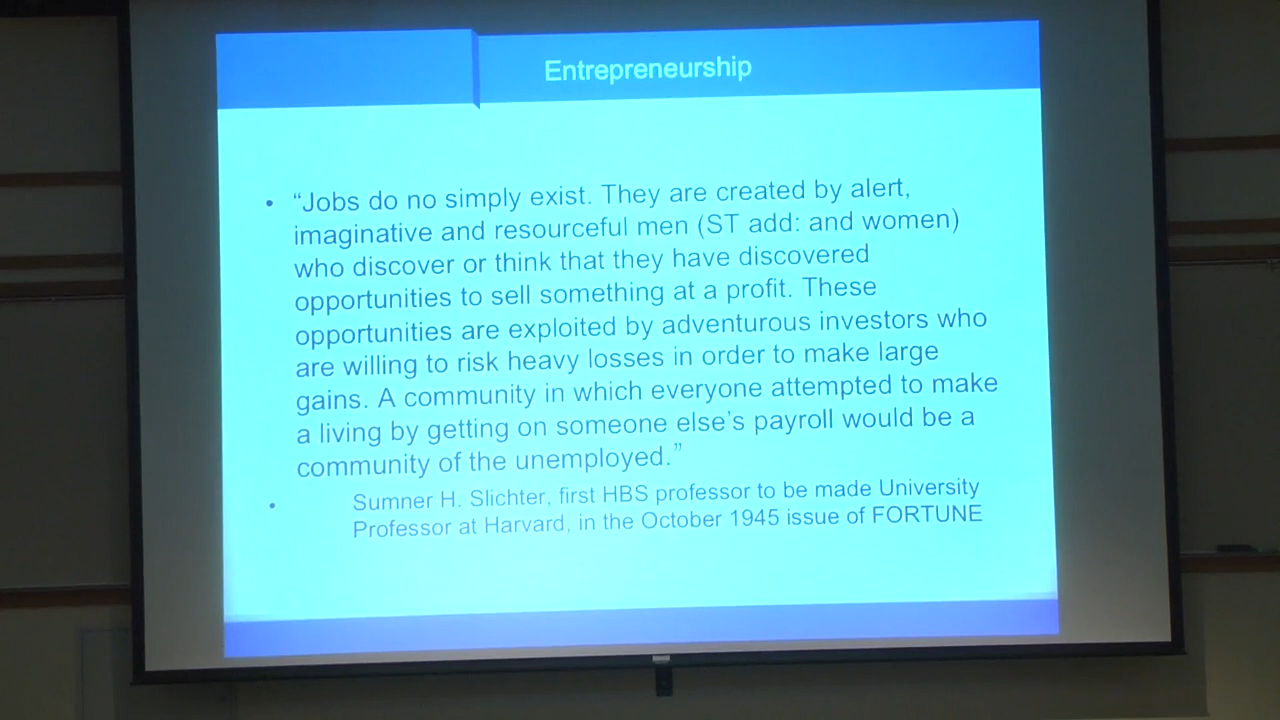 Entrepreneurship
• “Jobs do no simply exist. They are created by alert,
imaginative and resourceful men (ST add: and women)
who discover or think that they have discovered
opportunities to sell something at a profit. These
opportunities are exploited by adventurous investors who
are willing to risk heavy losses in order to make large
gains. A community in which everyone attempted to make
a living by getting on someone else’s payroll would be a
community of the unemployed.”
• Sumner H. Slichter, first HBS professor to be made University
Professor at Harvard, in the October 1945 issue of FORTUNE